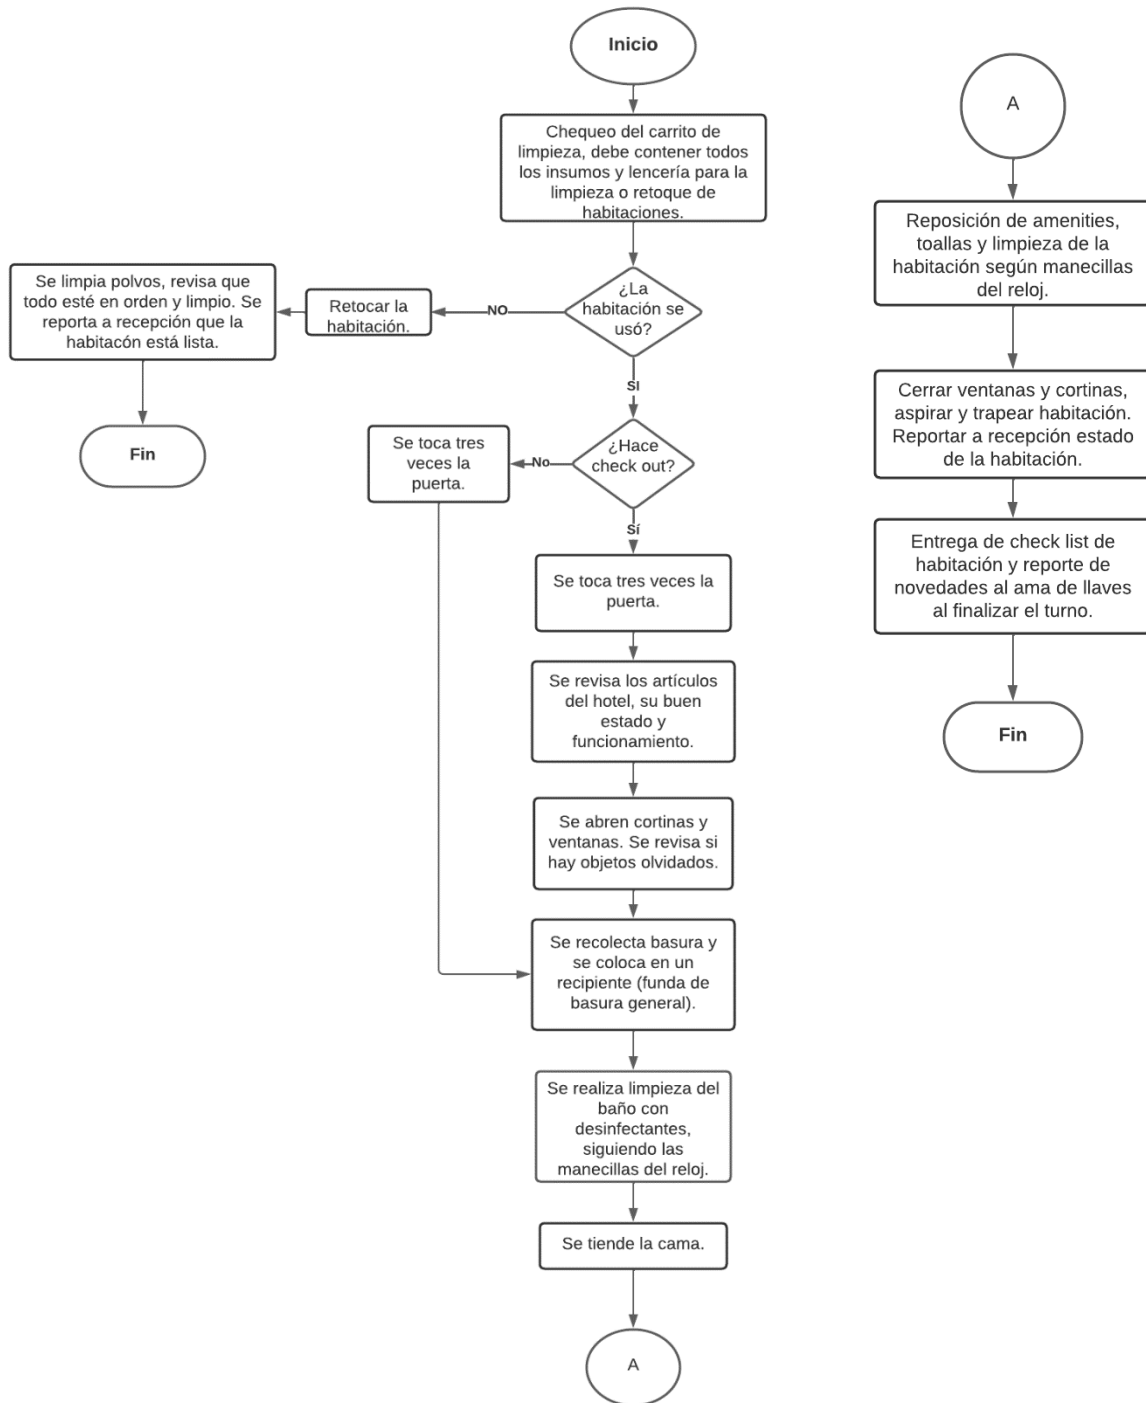 Inicio
Chequeo del carrito de
limpieza, debe contener todos
los insumos y lencería para la
limpieza o retoque de
habitaciones.
¿La
habitación se
usó?
NO
Retocar la
habitación.
Se limpia polvos, revisa que
todo esté en orden y limpio. Se
reporta a recepción que la
habitacón está lista.
Fin
SI
¿Hace
check out?
No
Se toca tres
veces la
puerta.
Sí
Se toca tres veces la
puerta.
Se revisa los artículos
del hotel, su buen
estado y
funcionamiento.
Se abren cortinas y
ventanas. Se revisa si
hay objetos olvidados.
Se recolecta basura y
se coloca en un
recipiente (funda de
basura general).
Se realiza limpieza del
baño con
desinfectantes,
siguiendo las
manecillas del reloj.
Se tiende la cama.
A
A
Reposición de amenities,
toallas y limpieza de la
habitación según manecillas
del reloj.
Cerrar ventanas y cortinas,
aspirar y trapear habitación.
Reportar a recepción estado
de la habitación.
Entrega de check list de
habitación y reporte de
novedades al ama de llaves
al finalizar el turno.
Fin